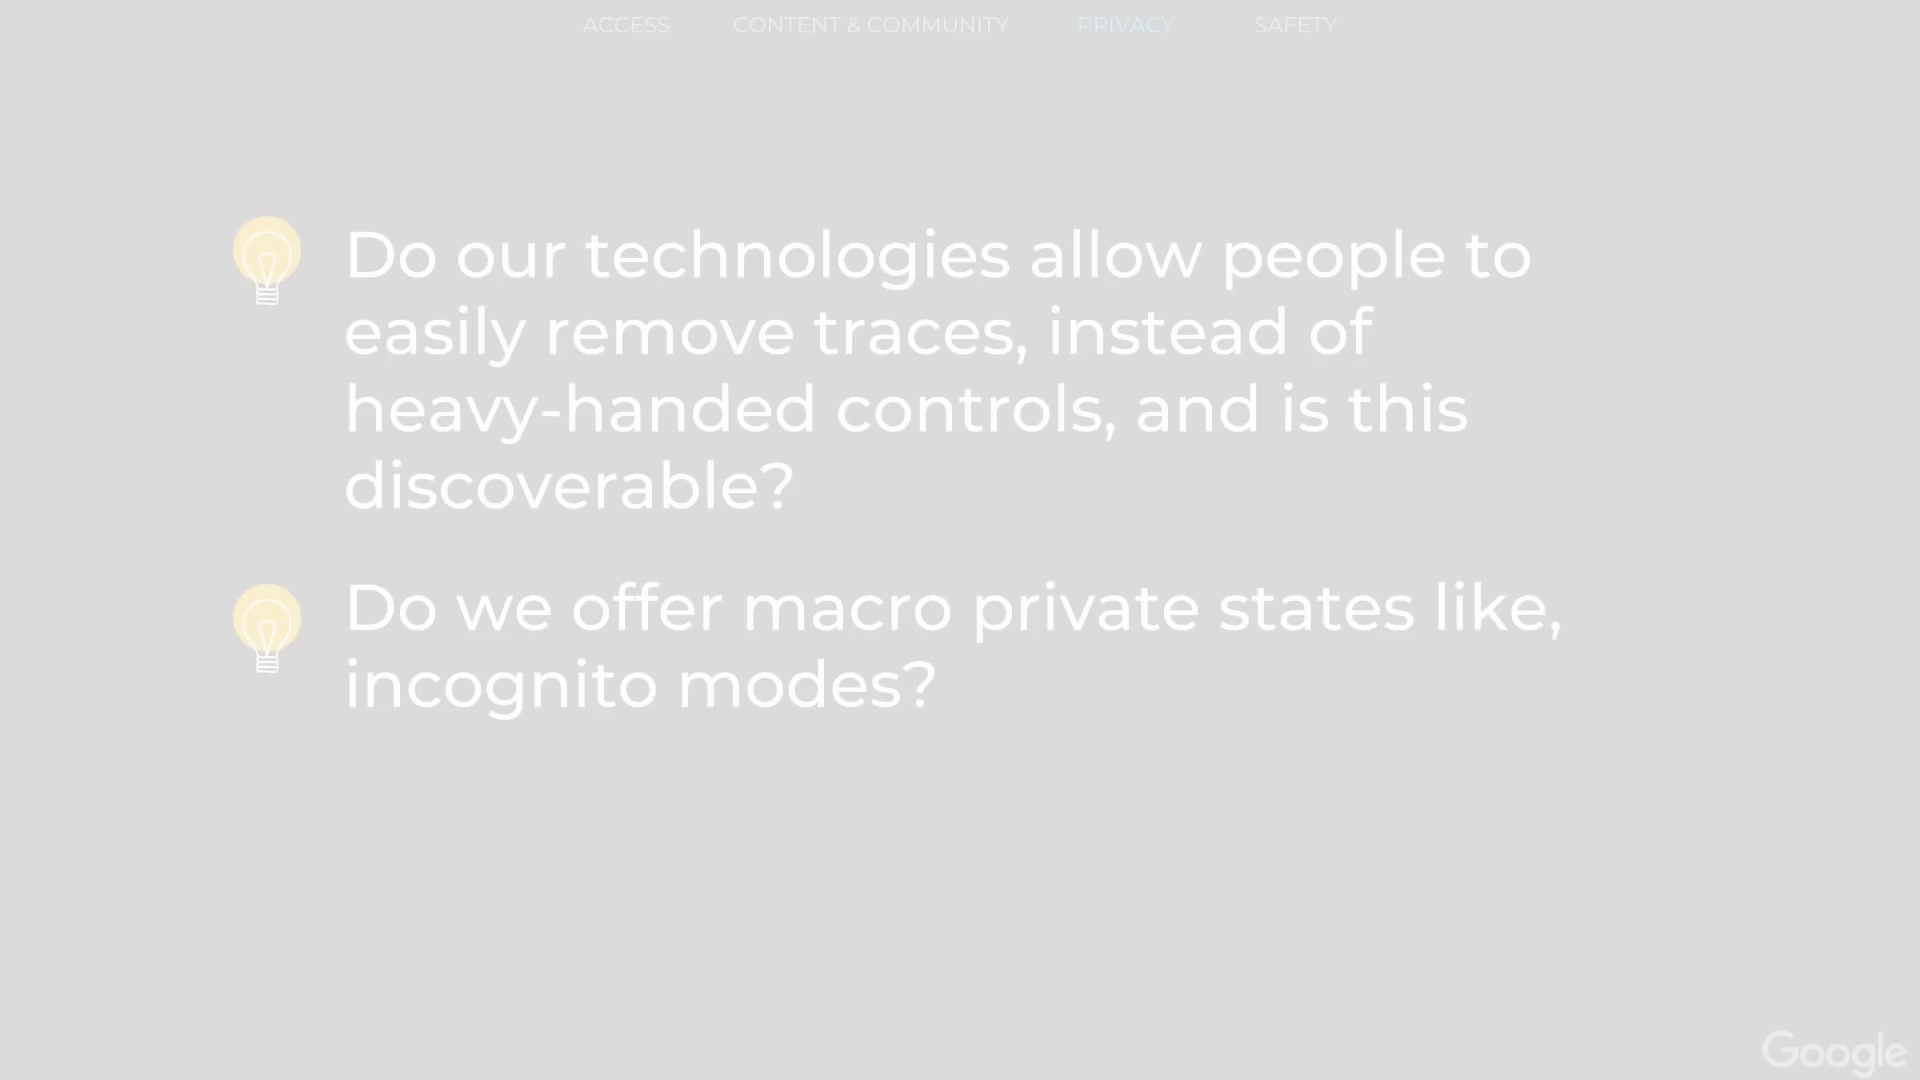 ACCESS CONTENT & COMMUNITY PRIVACY SAFETY
Do our technologies allow people to
easily remove traces, instead of
heavy-handed controls, and is this
discoverable?
Do we offer macro private states like,
incognito modes?
Google